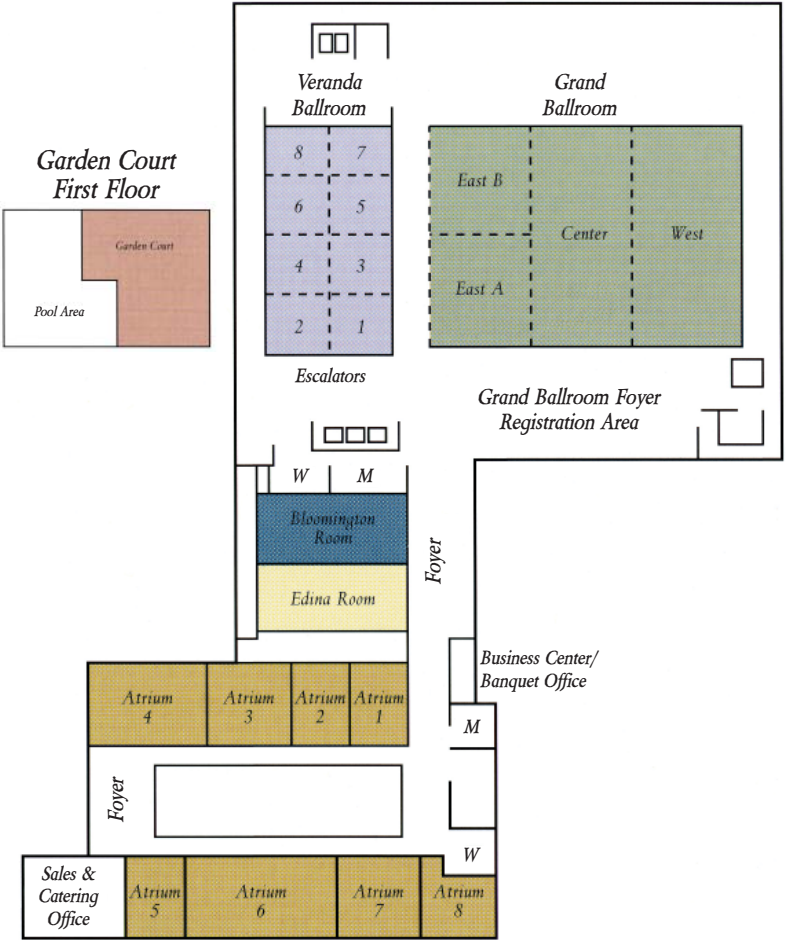 Veranda
Ballroom
Grand
Ballroom
8
7
6
5
4
3
2
1
East B
East A
Center
West
Garden Court
First Floor
Garden Court
Pool Area
Escalators
Grand Ballroom Foyer
Registration Area
W
M
Bloomington
Room
Edina Room
Foyer
Business Center/
Banquet Office
Atrium
4
Atrium
3
Atrium
2
Atrium
1
M
Foyer
W
Sales &
Catering
Office
Atrium
5
Atrium
6
Atrium
7
Atrium
8